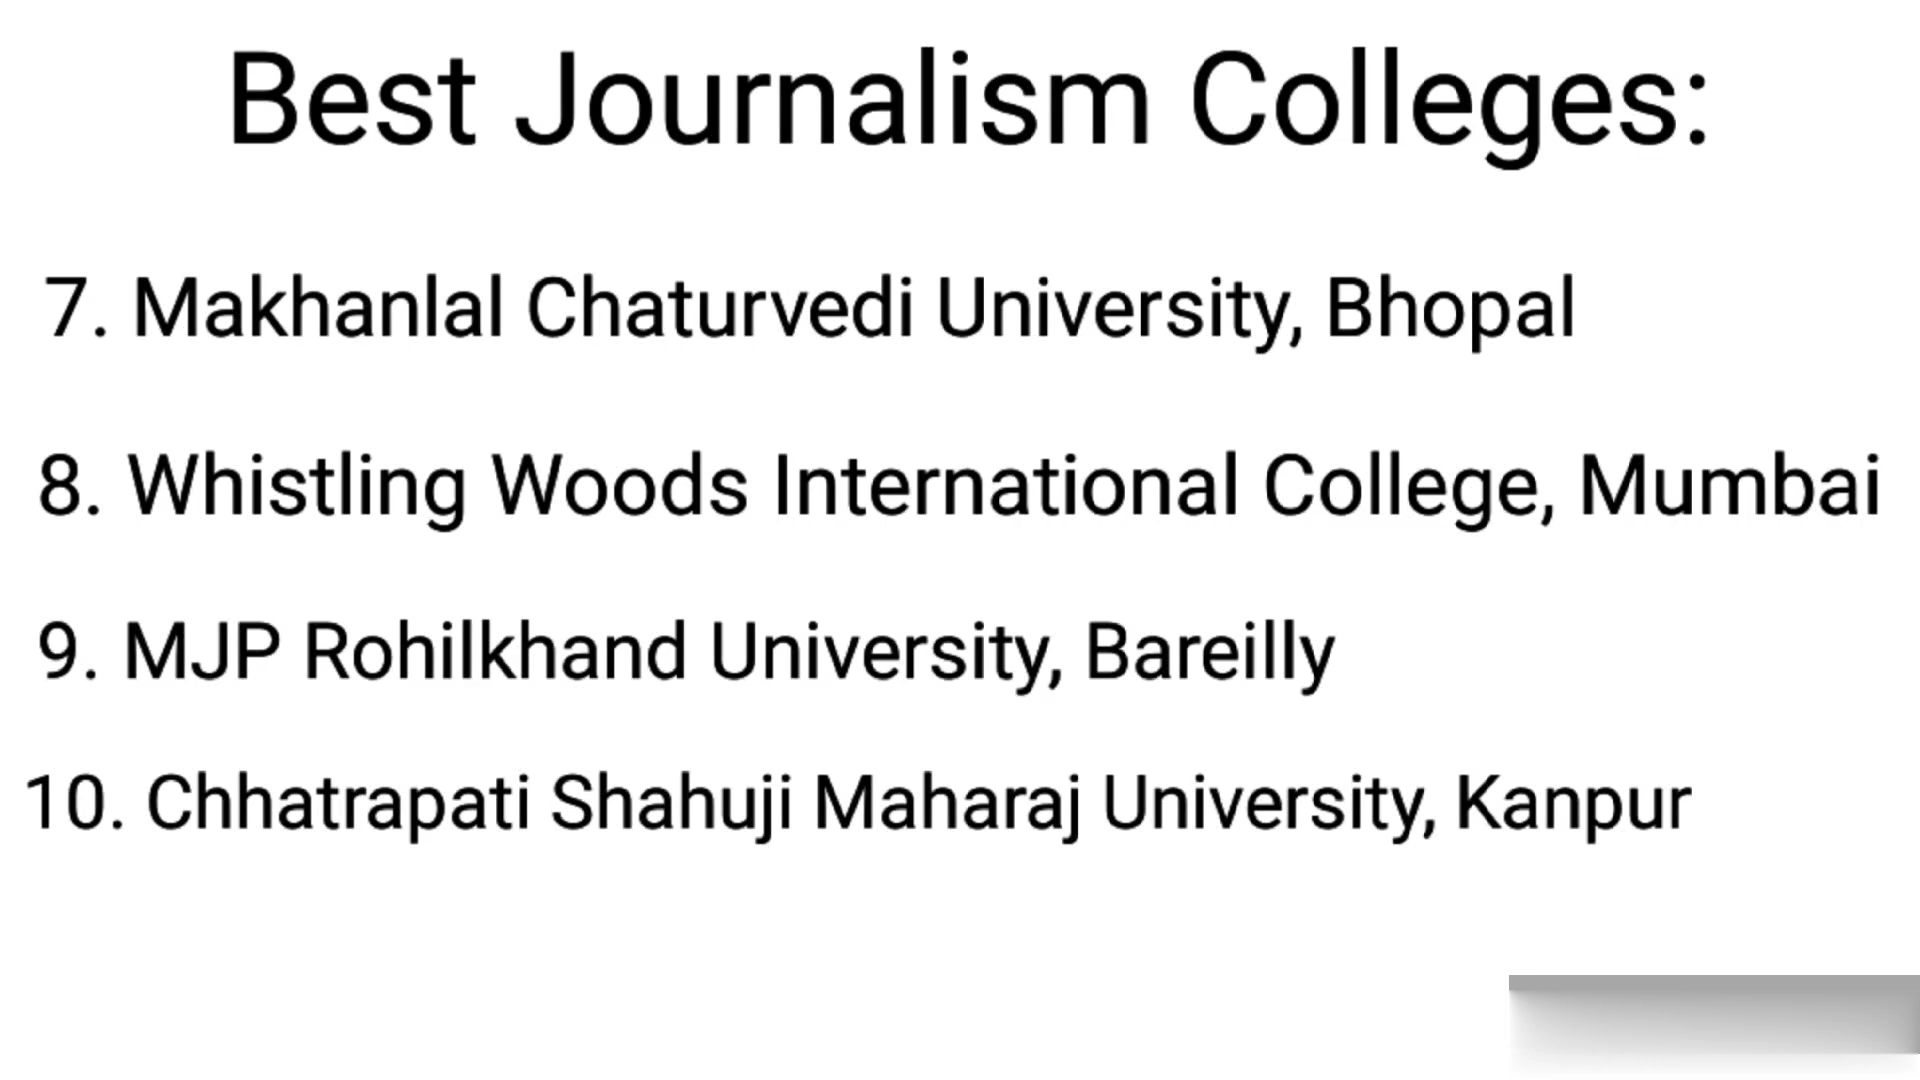 Best Journalism Colleges:
7. Makhanlal Chaturvedi University, Bhopal
8. Whistling Woods International College, Mumbai
9. MJP Rohilkhand University, Bareilly
10. Chhatrapati Shahuji Maharaj University, Kanpur